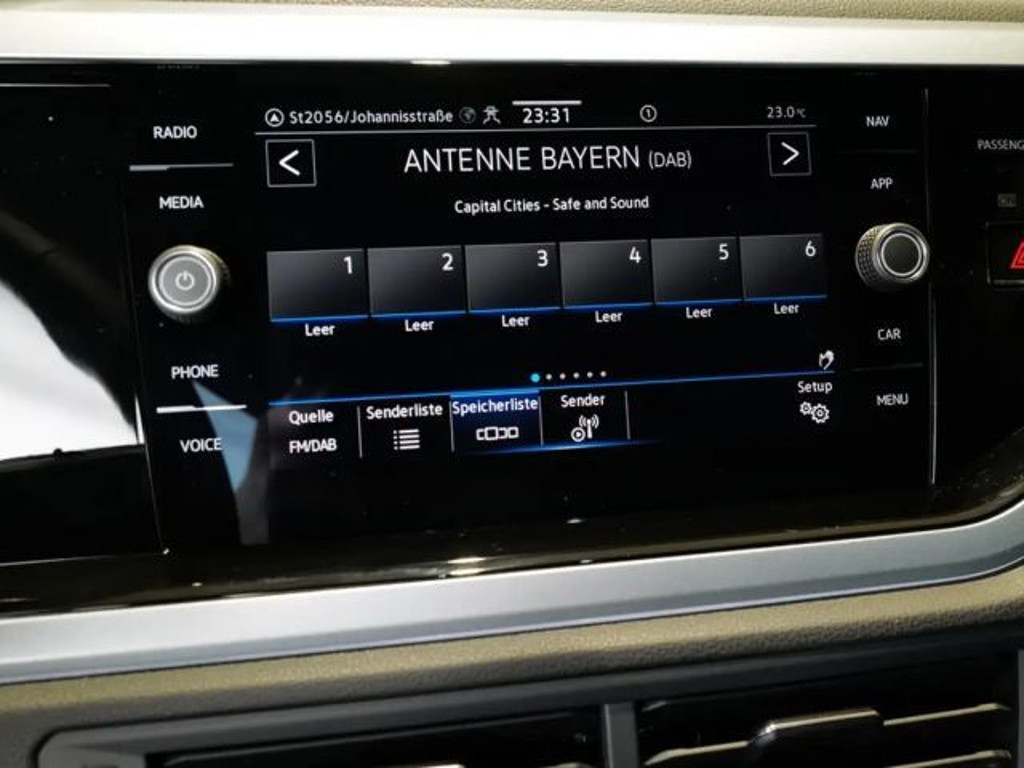 RADIO
MEDIA
PHONE
VOICE
St2056/Johannisstraße 23:31 1 23.0°C
< ANTENNE BAYERN (DAB) >
Capital Cities - Safe and Sound
1 2 3 4 5 6
Leer Leer Leer Leer Leer Leer
Quelle Senderliste Speicherliste Sender Setup
FM/DAB
NAV
APP
CAR
MENU
PASSENG